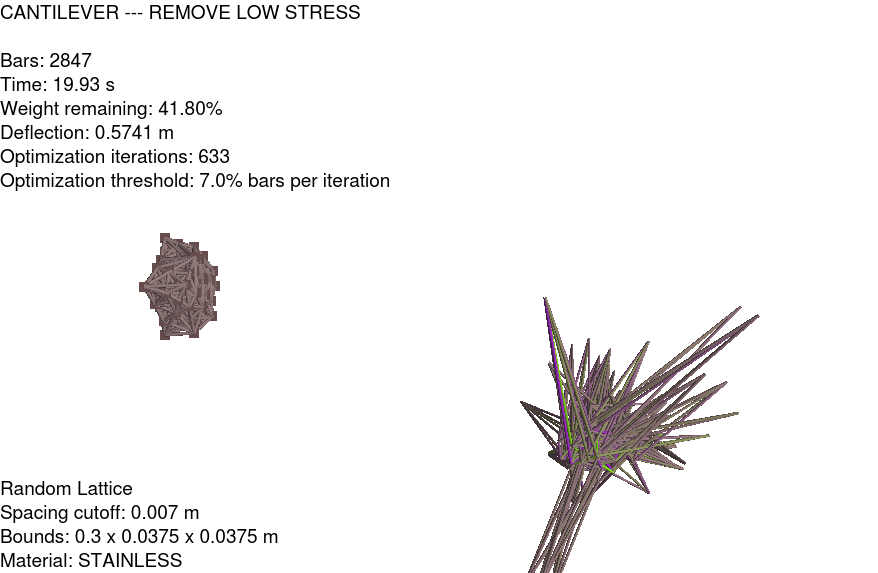 CANTILEVER --- REMOVE LOW STRESS
Bars: 2847
Time: 19.93 s
Weight remaining: 41.80%
Deflection: 0.5741 m
Optimization iterations: 633
Optimization threshold: 7.0% bars per iteration
Random Lattice
Spacing cutoff: 0.007 m
Bounds: 0.3 x 0.0375 x 0.0375 m
Material: STAINLESS